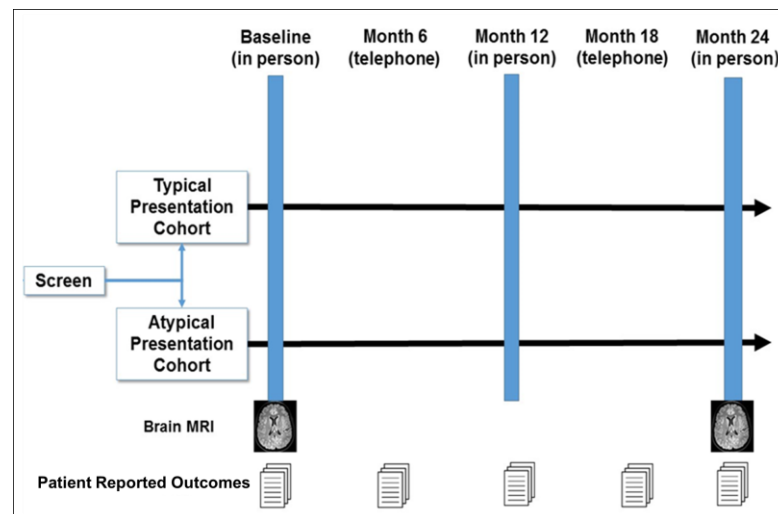 Baseline
(in person)
Month 6
(telephone)
Month 12
(in person)
Month 18
(telephone)
Month 24
(in person)
Typical
Presentation
Cohort
Screen
Atypical
Presentation
Cohort
Brain MRI
Patient Reported Outcomes